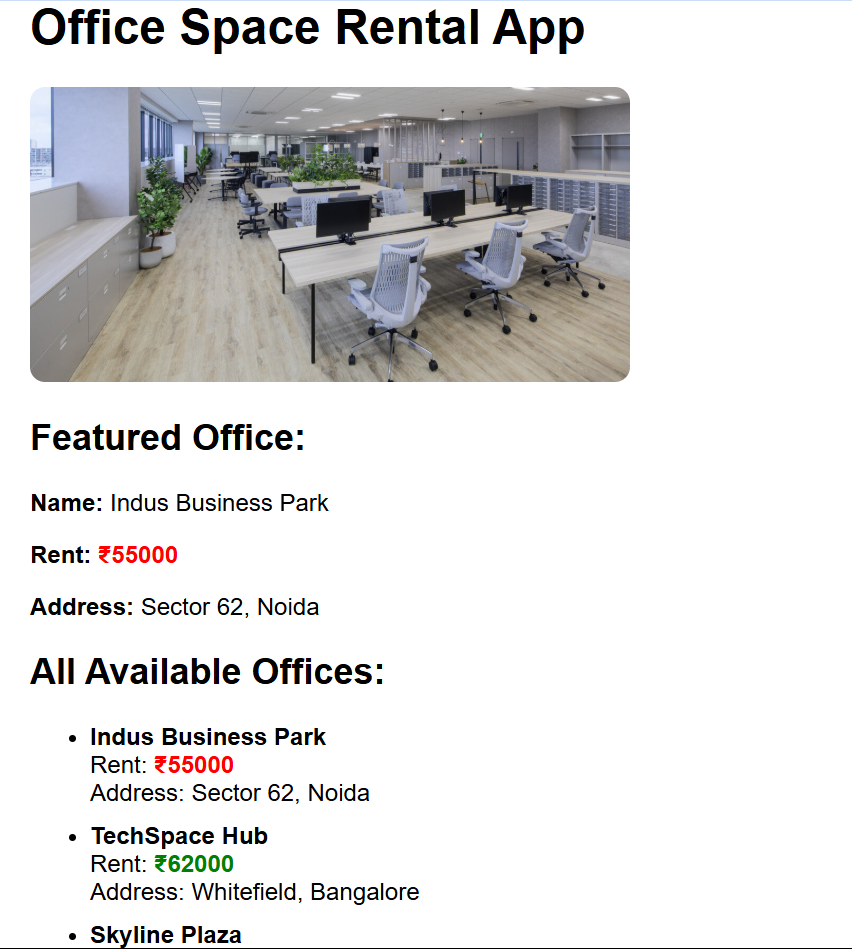 Office Space Rental App
Featured Office:
Name: Indus Business Park
Rent: ₹55000
Address: Sector 62, Noida
All Available Offices:
• Indus Business Park
Rent: ₹55000
Address: Sector 62, Noida
• TechSpace Hub
Rent: ₹62000
Address: Whitefield, Bangalore
• Skyline Plaza